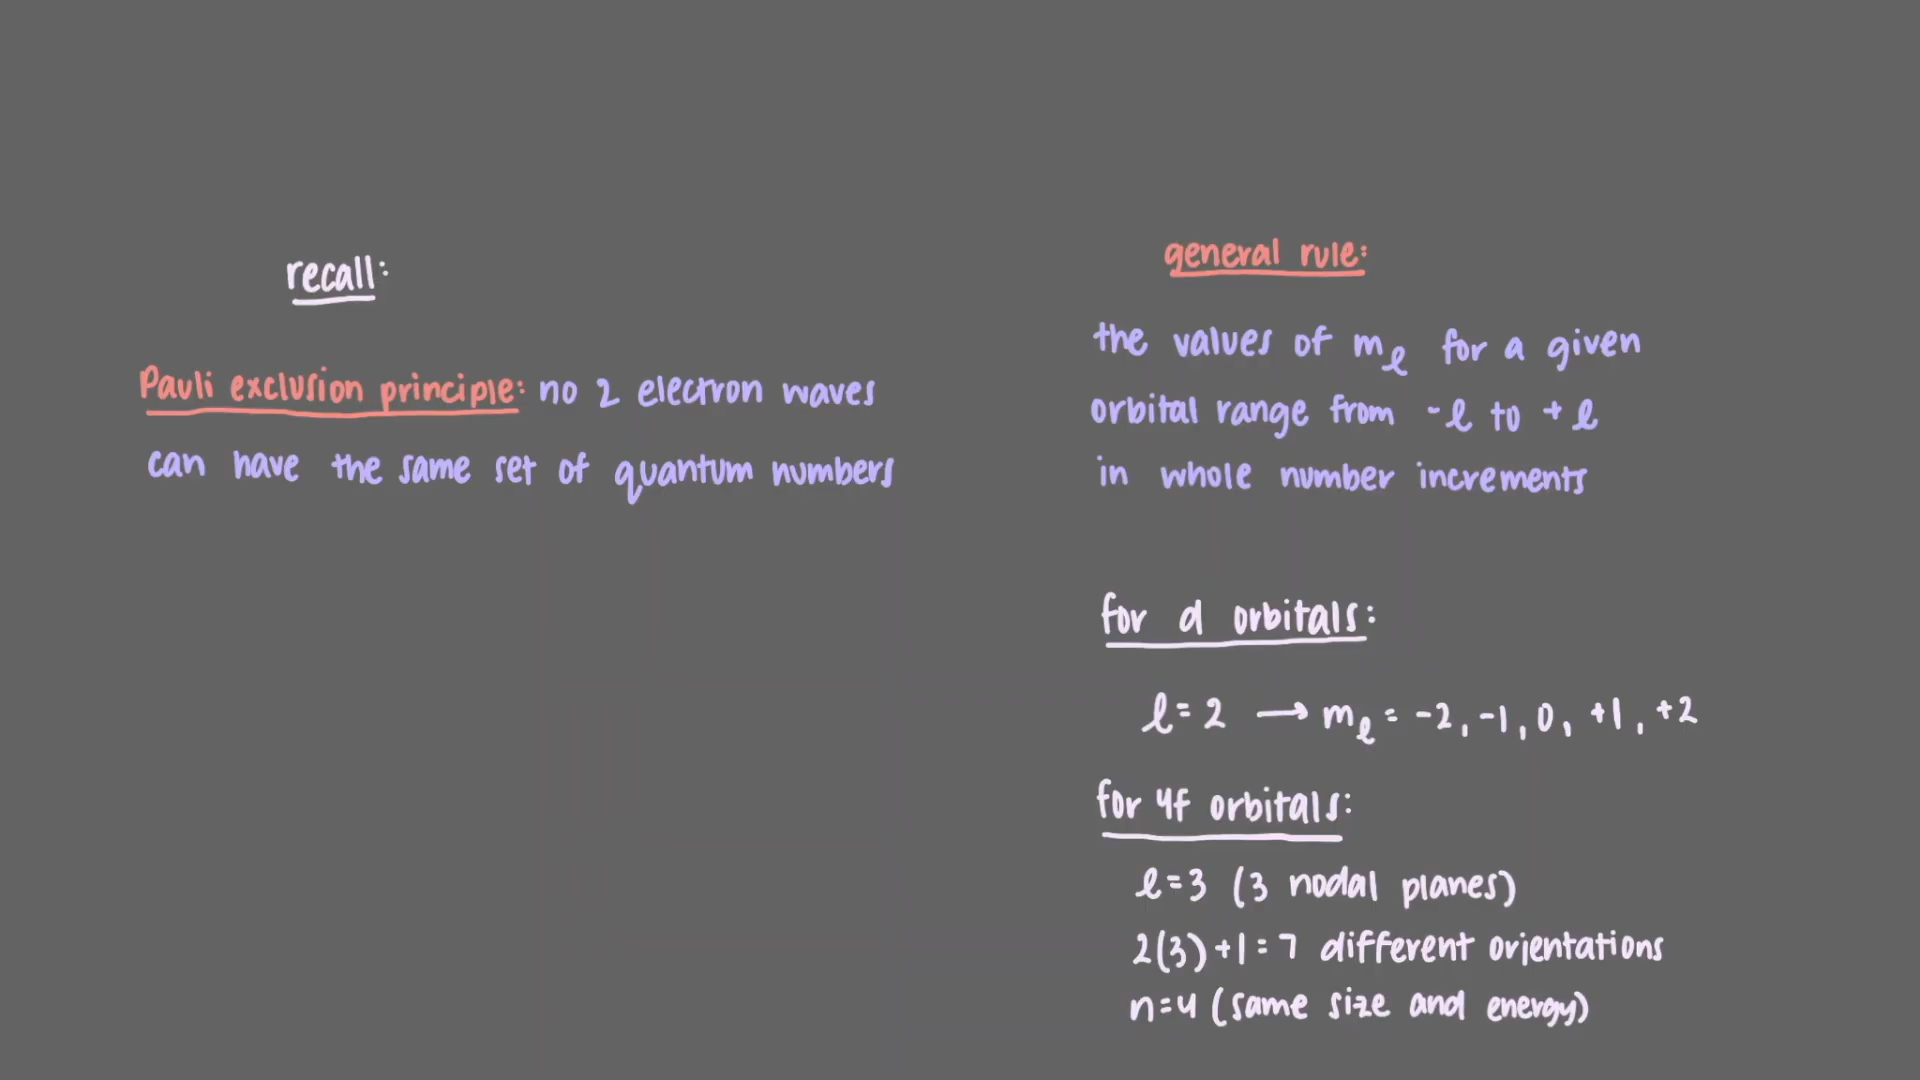 recall:
Pauli exclusion principle: no 2 electron waves
can have the same set of quantum numbers
general rule:
the values of mℓ for a given
orbital range from -ℓ to +ℓ
in whole number increments
for d orbitals:
ℓ = 2 → mℓ = -2, -1, 0, +1, +2
for 4f orbitals:
ℓ = 3 (3 nodal planes)
2(3) + 1 = 7 different orientations
n = 4 (same size and energy)